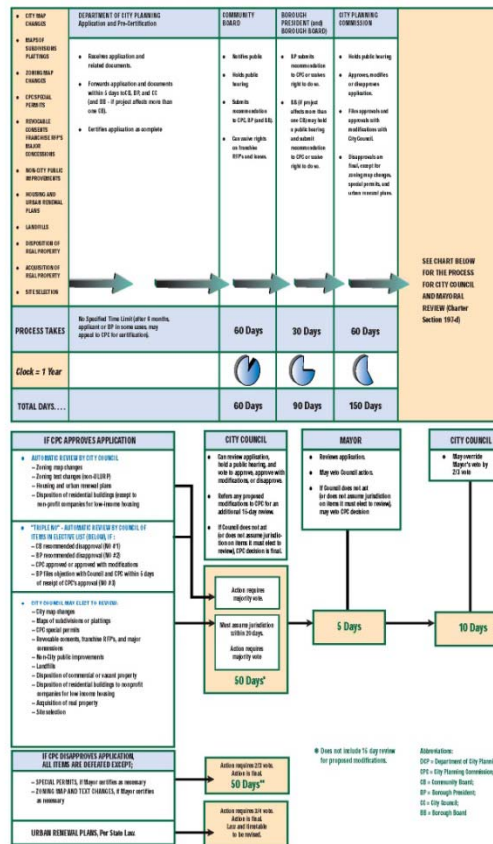 CITY MAP
CHANGES
MAPS OF
SUBDIVISIONS
PLATTINGS
ZONING MAP
CHANGES
CPC SPECIAL
PERMITS
REVOCABLE
CONSENTS
FRANCHISE RFP'S
MAJOR
CONCESSIONS
NON-CITY PUBLIC
IMPROVEMENTS
HOUSING AND
URBAN RENEWAL
PLANS
LANDFILLS
DISPOSITION OF
REAL PROPERTY
ACQUISITION OF
REAL PROPERTY
SITE SELECTION
DEPARTMENT OF CITY PLANNING
Application and Pre-Certification
Receives application and
related documents.
Forwards application and documents
within 5 days to CB, BP, and CC
(and BB - if project affects more
than one CB).
Certifies application as complete
COMMUNITY
BOARD
Notifies public
Holds public
hearing
Submits
recommendation
to CPC, BP (and BB).
Can waive rights
on franchise
RFP's and leases.
BOROUGH
PRESIDENT (and
BOROUGH BOARD)
BP submits
recommendation
to CPC or waives
right to do so.
BB (if project
affects more than
one CB) may hold
a public hearing
and submit
recommendation
to CPC or waive
right to do so.
CITY PLANNING
COMMISSION
Holds public hearing.
Approves, modifies
or disapproves
application.
Files approvals and
approvals with
modifications with
City Council.
Disapprovals are
final, except for
zoning map changes,
special permits, and
urban renewal plans.
SEE CHART BELOW
FOR THE PROCESS
FOR CITY COUNCIL
AND MAYORAL
REVIEW (Charter
Section 197-d)
PROCESS TAKES
No Specified Time Limit (after 6 months,
applicant or BP in some cases, may
appeal to CPC for certification).
60 Days
30 Days
60 Days
Clock = 1 Year
TOTAL DAYS....
60 Days
90 Days
150 Days
IF CPC APPROVES APPLICATION
AUTOMATIC REVIEW BY CITY COUNCIL
– Zoning map changes
– Zoning text changes (non-ULURP)
– Housing and urban renewal plans
– Disposition of residential buildings (except to
non-profit companies for low-income housing
"TRIPLE NO" - AUTOMATIC REVIEW BY COUNCIL OF
ITEMS IN ELECTIVE LIST (BELOW), IF :
– CB recommended disapproval (NO #1)
– BP recommended disapproval (NO #2)
– CPC approved or approved with modifications
– BP files objection with Council and CPC within 5 days
of receipt of CPC's approval (NO #3)
CITY COUNCIL MAY ELECT TO REVIEW
– City map changes
– Maps of subdivisions or plattings
– CPC special permits
– Revocable consents, franchise RFP's, and major
concessions
– Non-City public improvements
– Landfills
– Disposition of commercial or vacant property
– Disposition of residential buildings to nonprofit
companies for low income housing
– Acquisition of real property
– Site selection
CITY COUNCIL
Can review application,
hold a public hearing, and
vote to approve, approve with
modifications, or disapprove.
Refers any proposed
modifications to CPC for an
additional 15-day review.
If Council does not act
(or does not assume jurisdic-
tion on items it must elect to
review), CPC decision is final.
Action requires
majority vote.
Must assume jurisdiction
within 20 days.
Action requires
majority vote
50 Days*
MAYOR
Reviews application.
May veto Council action.
If Council does not act
(or does not assume jurisdiction
on items it must elect to review),
may veto CPC decision
5 Days
CITY COUNCIL
May override
Mayor's veto by
2/3 vote
10 Days
IF CPC DISAPPROVES APPLICATION,
ALL ITEMS ARE DEFEATED EXCEPT;
– SPECIAL PERMITS, if Mayor certifies as necessary
– ZONING MAP AND TEXT CHANGES, if Mayor certifies
as necessary
URBAN RENEWAL PLANS, Per State Law.
Action requires 2/3 vote.
Action is final.
50 Days**
Action requires 3/4 vote.
Action is final.
Law and timetable
to be revised.
Does not include 15 day review
for proposed modifications.
Abbreviations:
DCP = Department of City Planni
CPC = City Planning Commission
CB = Community Board;
BP = Borough President;
CC = City Council;
BB = Borough Board